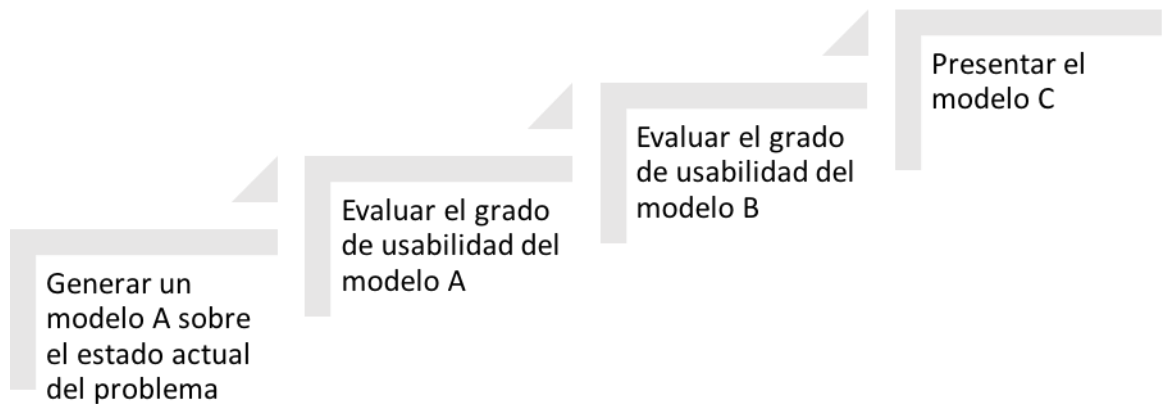 Generar un
modelo A sobre
el estado actual
del problema
Evaluar el grado
de usabilidad del
modelo A
Evaluar el grado
de usabilidad del
modelo B
Presentar el
modelo C